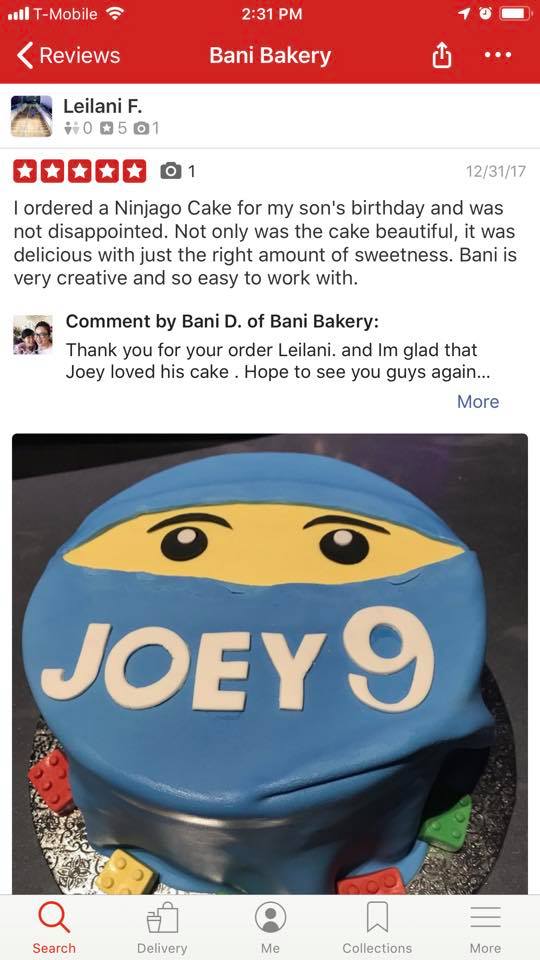 T-Mobile 2:31 PM
Reviews Bani Bakery
Leilani F.
0 5 1
1 12/31/17
I ordered a Ninjago Cake for my son's birthday and was
not disappointed. Not only was the cake beautiful, it was
delicious with just the right amount of sweetness. Bani is
very creative and so easy to work with.
Comment by Bani D. of Bani Bakery:
Thank you for your order Leilani. and Im glad that
Joey loved his cake . Hope to see you guys again...
More
JOEY 9
Search Delivery Me Collections More